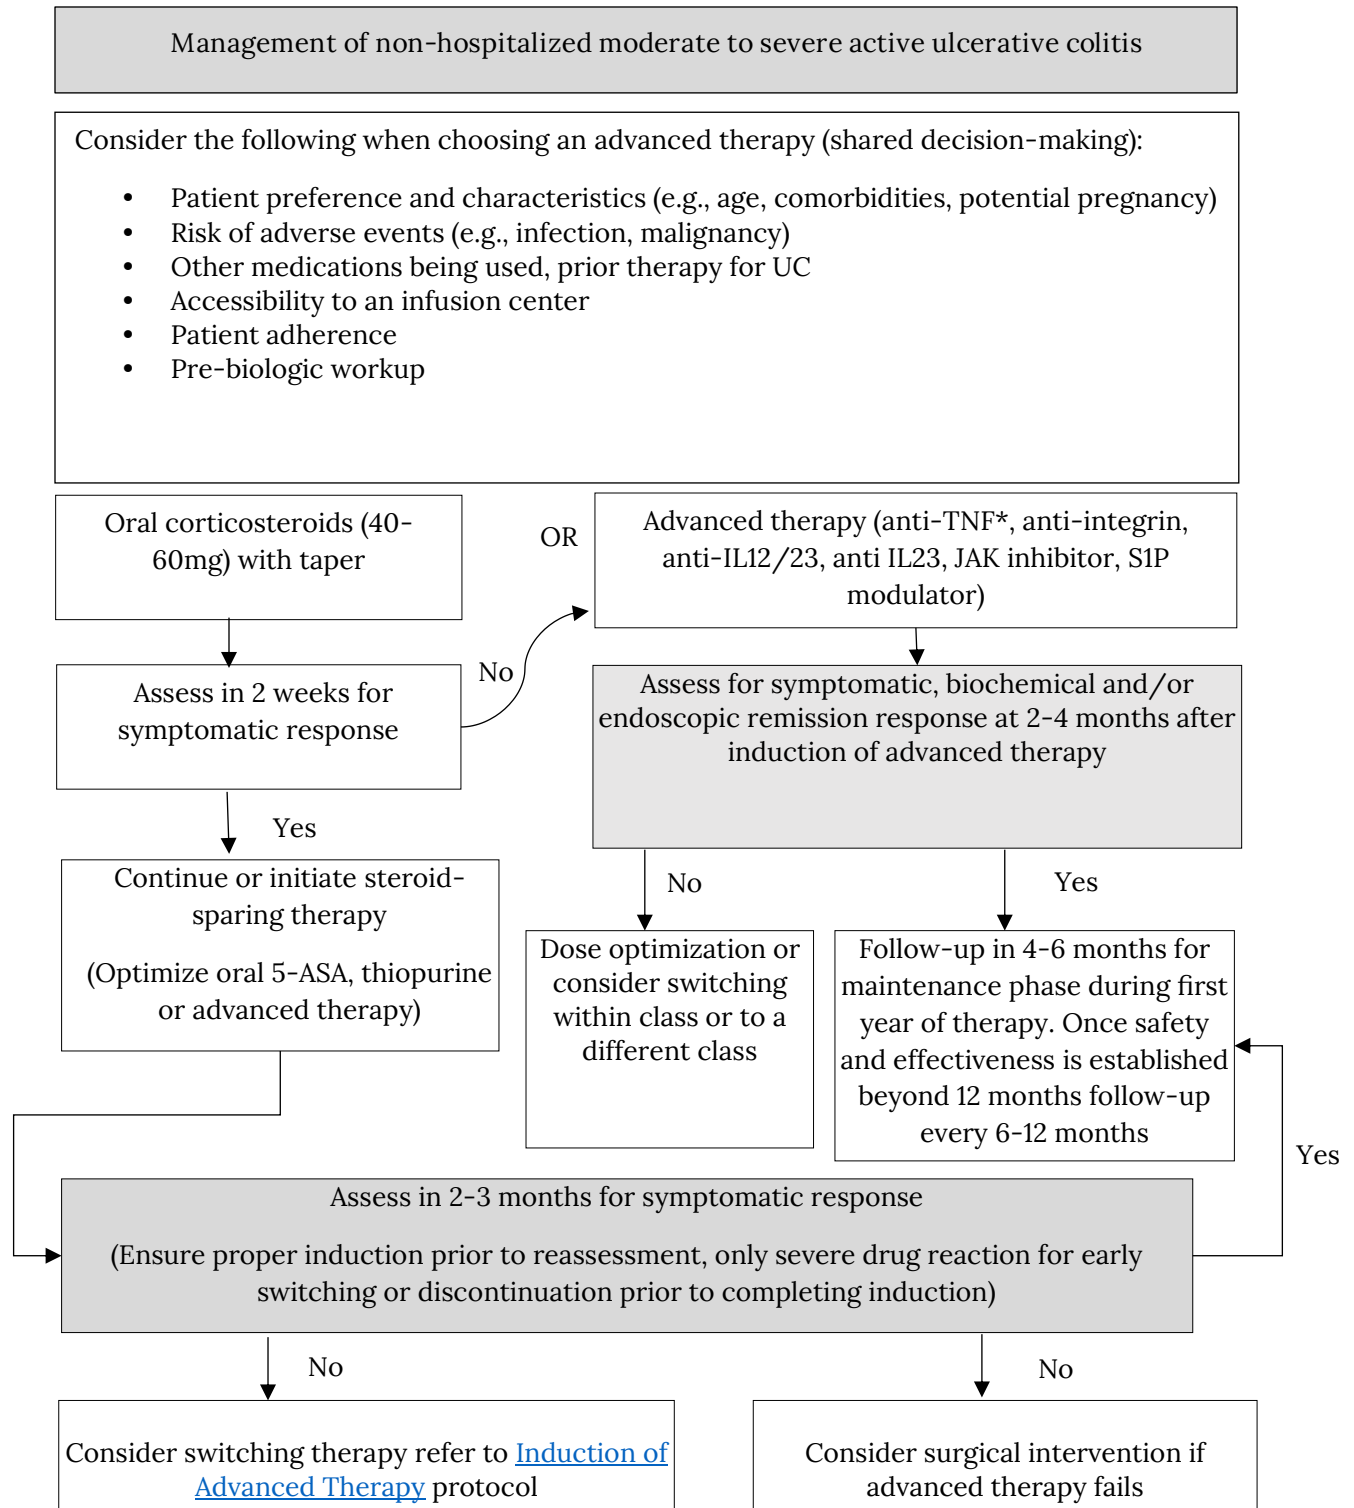 Management of non-hospitalized moderate to severe active ulcerative colitis
Consider the following when choosing an advanced therapy (shared decision-making):
• Patient preference and characteristics (e.g., age, comorbidities, potential pregnancy)
• Risk of adverse events (e.g., infection, malignancy)
• Other medications being used, prior therapy for UC
• Accessibility to an infusion center
• Patient adherence
• Pre-biologic workup
Oral corticosteroids (40-
60mg) with taper
OR
Advanced therapy (anti-TNF*, anti-integrin,
anti-IL12/23, anti IL23, JAK inhibitor, S1P
modulator)
Assess in 2 weeks for
symptomatic response
No
Assess for symptomatic, biochemical and/or
endoscopic remission response at 2-4 months after
induction of advanced therapy
Yes
Continue or initiate steroid-
sparing therapy
(Optimize oral 5-ASA, thiopurine
or advanced therapy)
No
Yes
Dose optimization or
consider switching
within class or to a
different class
Follow-up in 4-6 months for
maintenance phase during first
year of therapy. Once safety
and effectiveness is established
beyond 12 months follow-up
every 6-12 months
Yes
Assess in 2-3 months for symptomatic response
(Ensure proper induction prior to reassessment, only severe drug reaction for early
switching or discontinuation prior to completing induction)
No
No
Consider switching therapy refer to Induction of
Advanced Therapy protocol
Consider surgical intervention if
advanced therapy fails